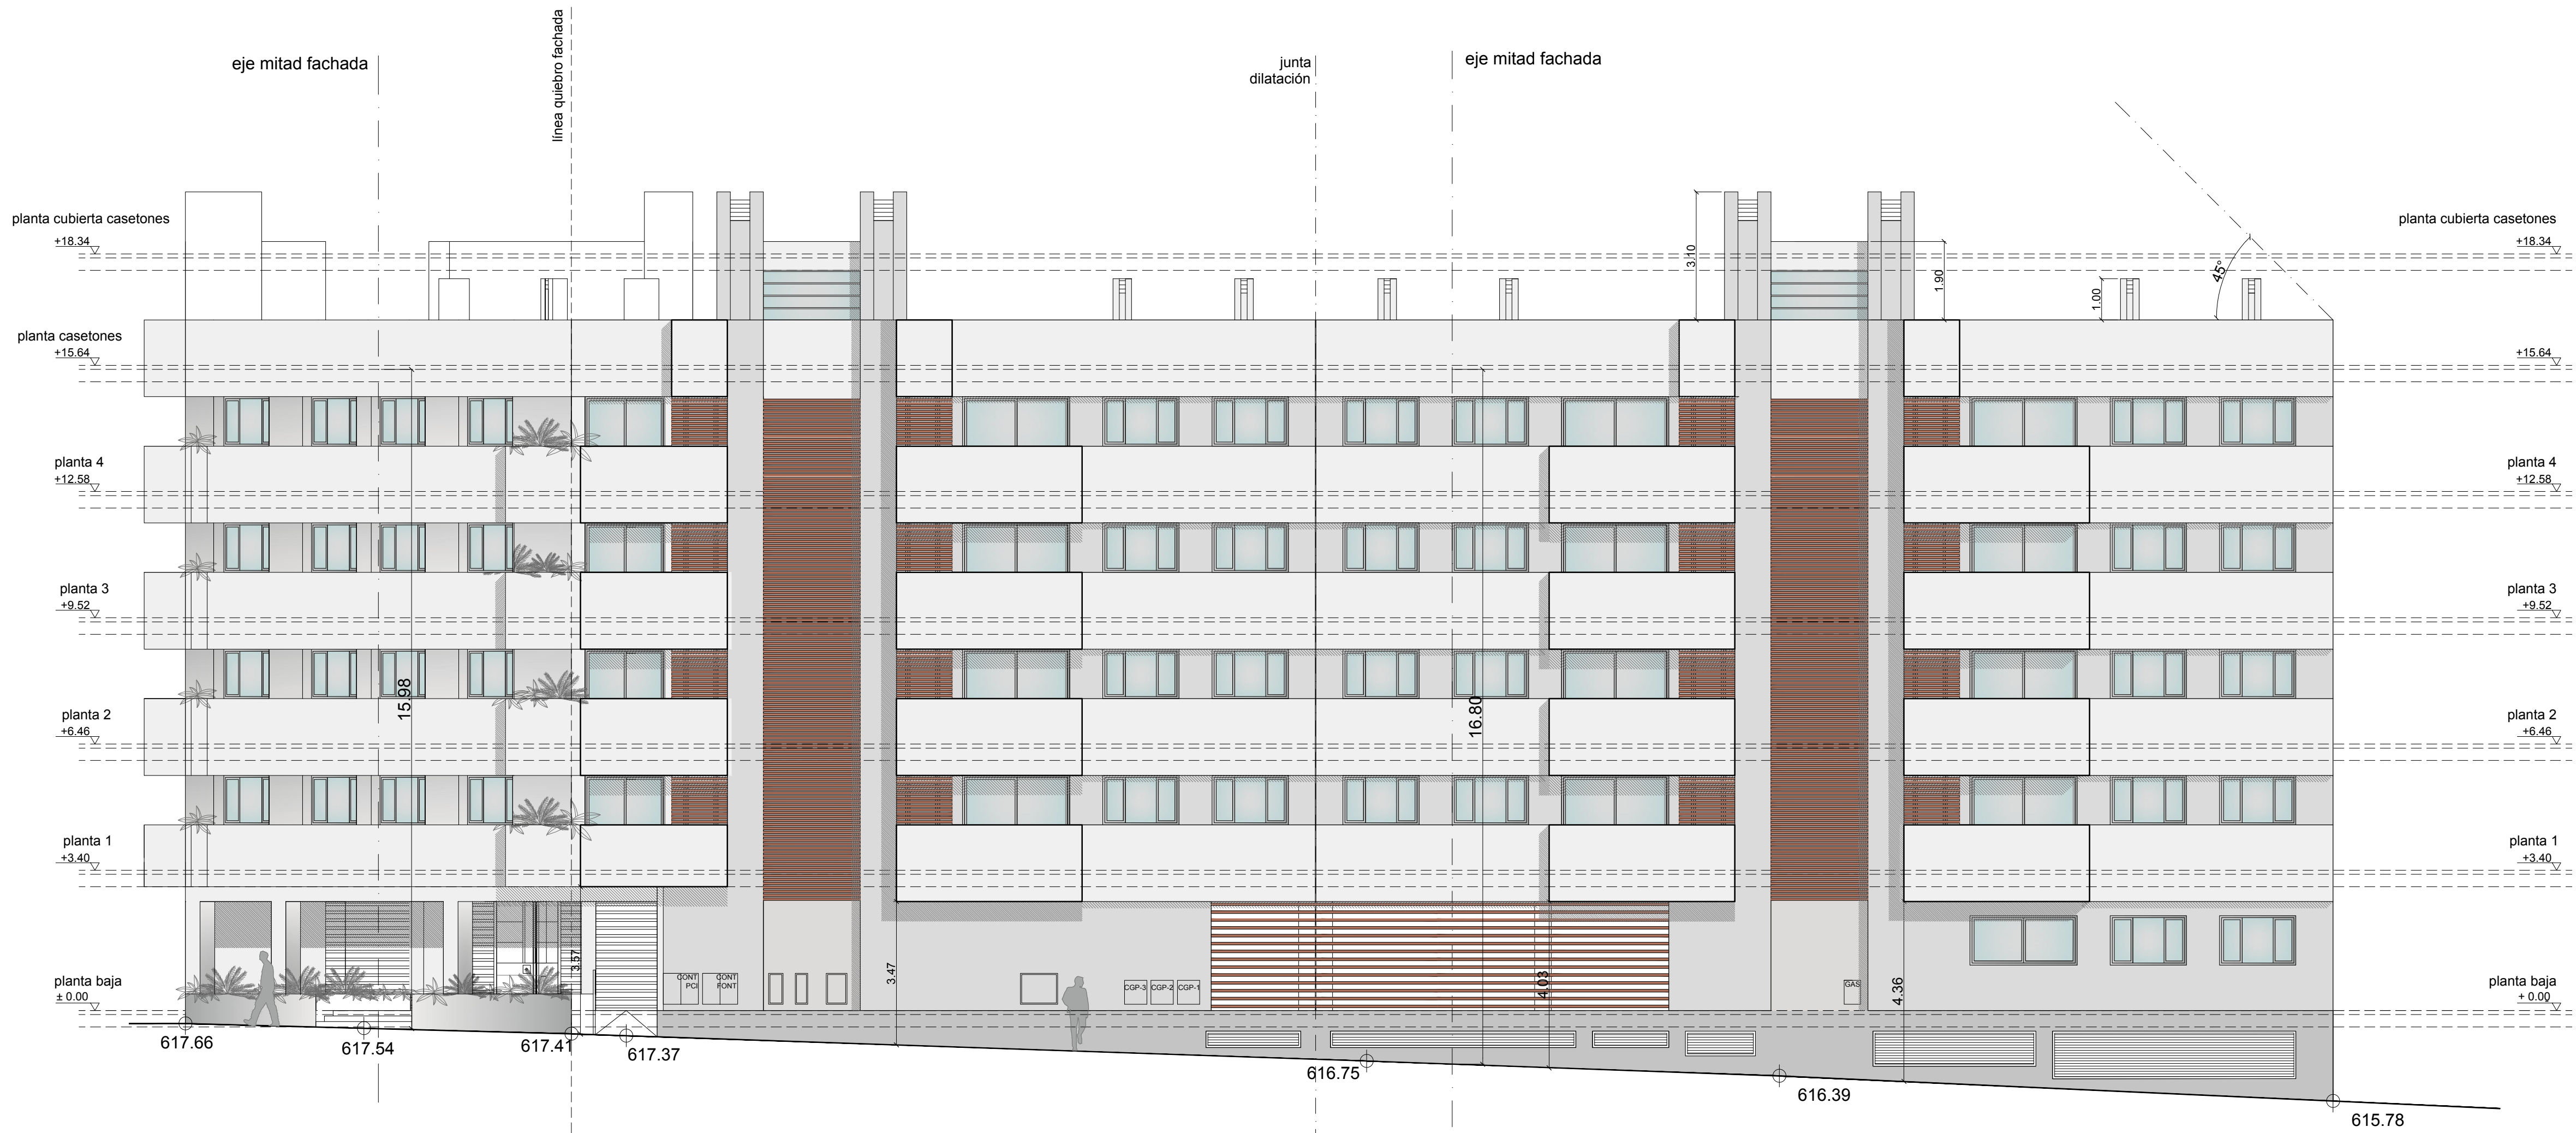 línea quiebro fachada
eje mitad fachada
junta
dilatación
eje mitad fachada
planta cubierta casetones
+18.34
planta cubierta casetones
+18.34
3.10
1.90
1.00
45°
planta casetones
+15.64
+15.64
planta 4
+12.58
planta 4
+12.58
planta 3
+9.52
planta 3
+9.52
15.98
16.80
planta 2
+6.46
planta 2
+6.46
planta 1
+3.40
planta 1
+3.40
3.57
3.47
4.03
4.36
CONT
PCI
CONT
FONT
CGP-3
CGP-2
CGP-1
GAS
planta baja
± 0.00
planta baja
+ 0.00
617.66
617.54
617.41
617.37
616.75
616.39
615.78